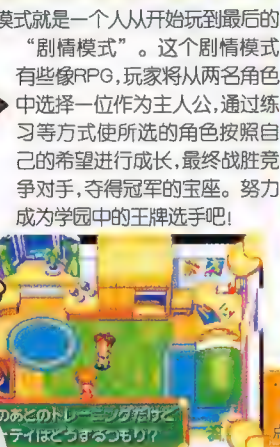 模式就是一个人从开始玩到最后的
“剧情模式”。这个剧情模式
有些像RPG,玩家将从两名角色
中选择一位作为主人公,通过练
习等方式使所选的角色按照自
己的希望进行成长,最终战胜竞
争对手,夺得冠军的宝座。努力
成为学园中的王牌选手吧!
のあとのトレーニングだけど
ティはどうするつもり?